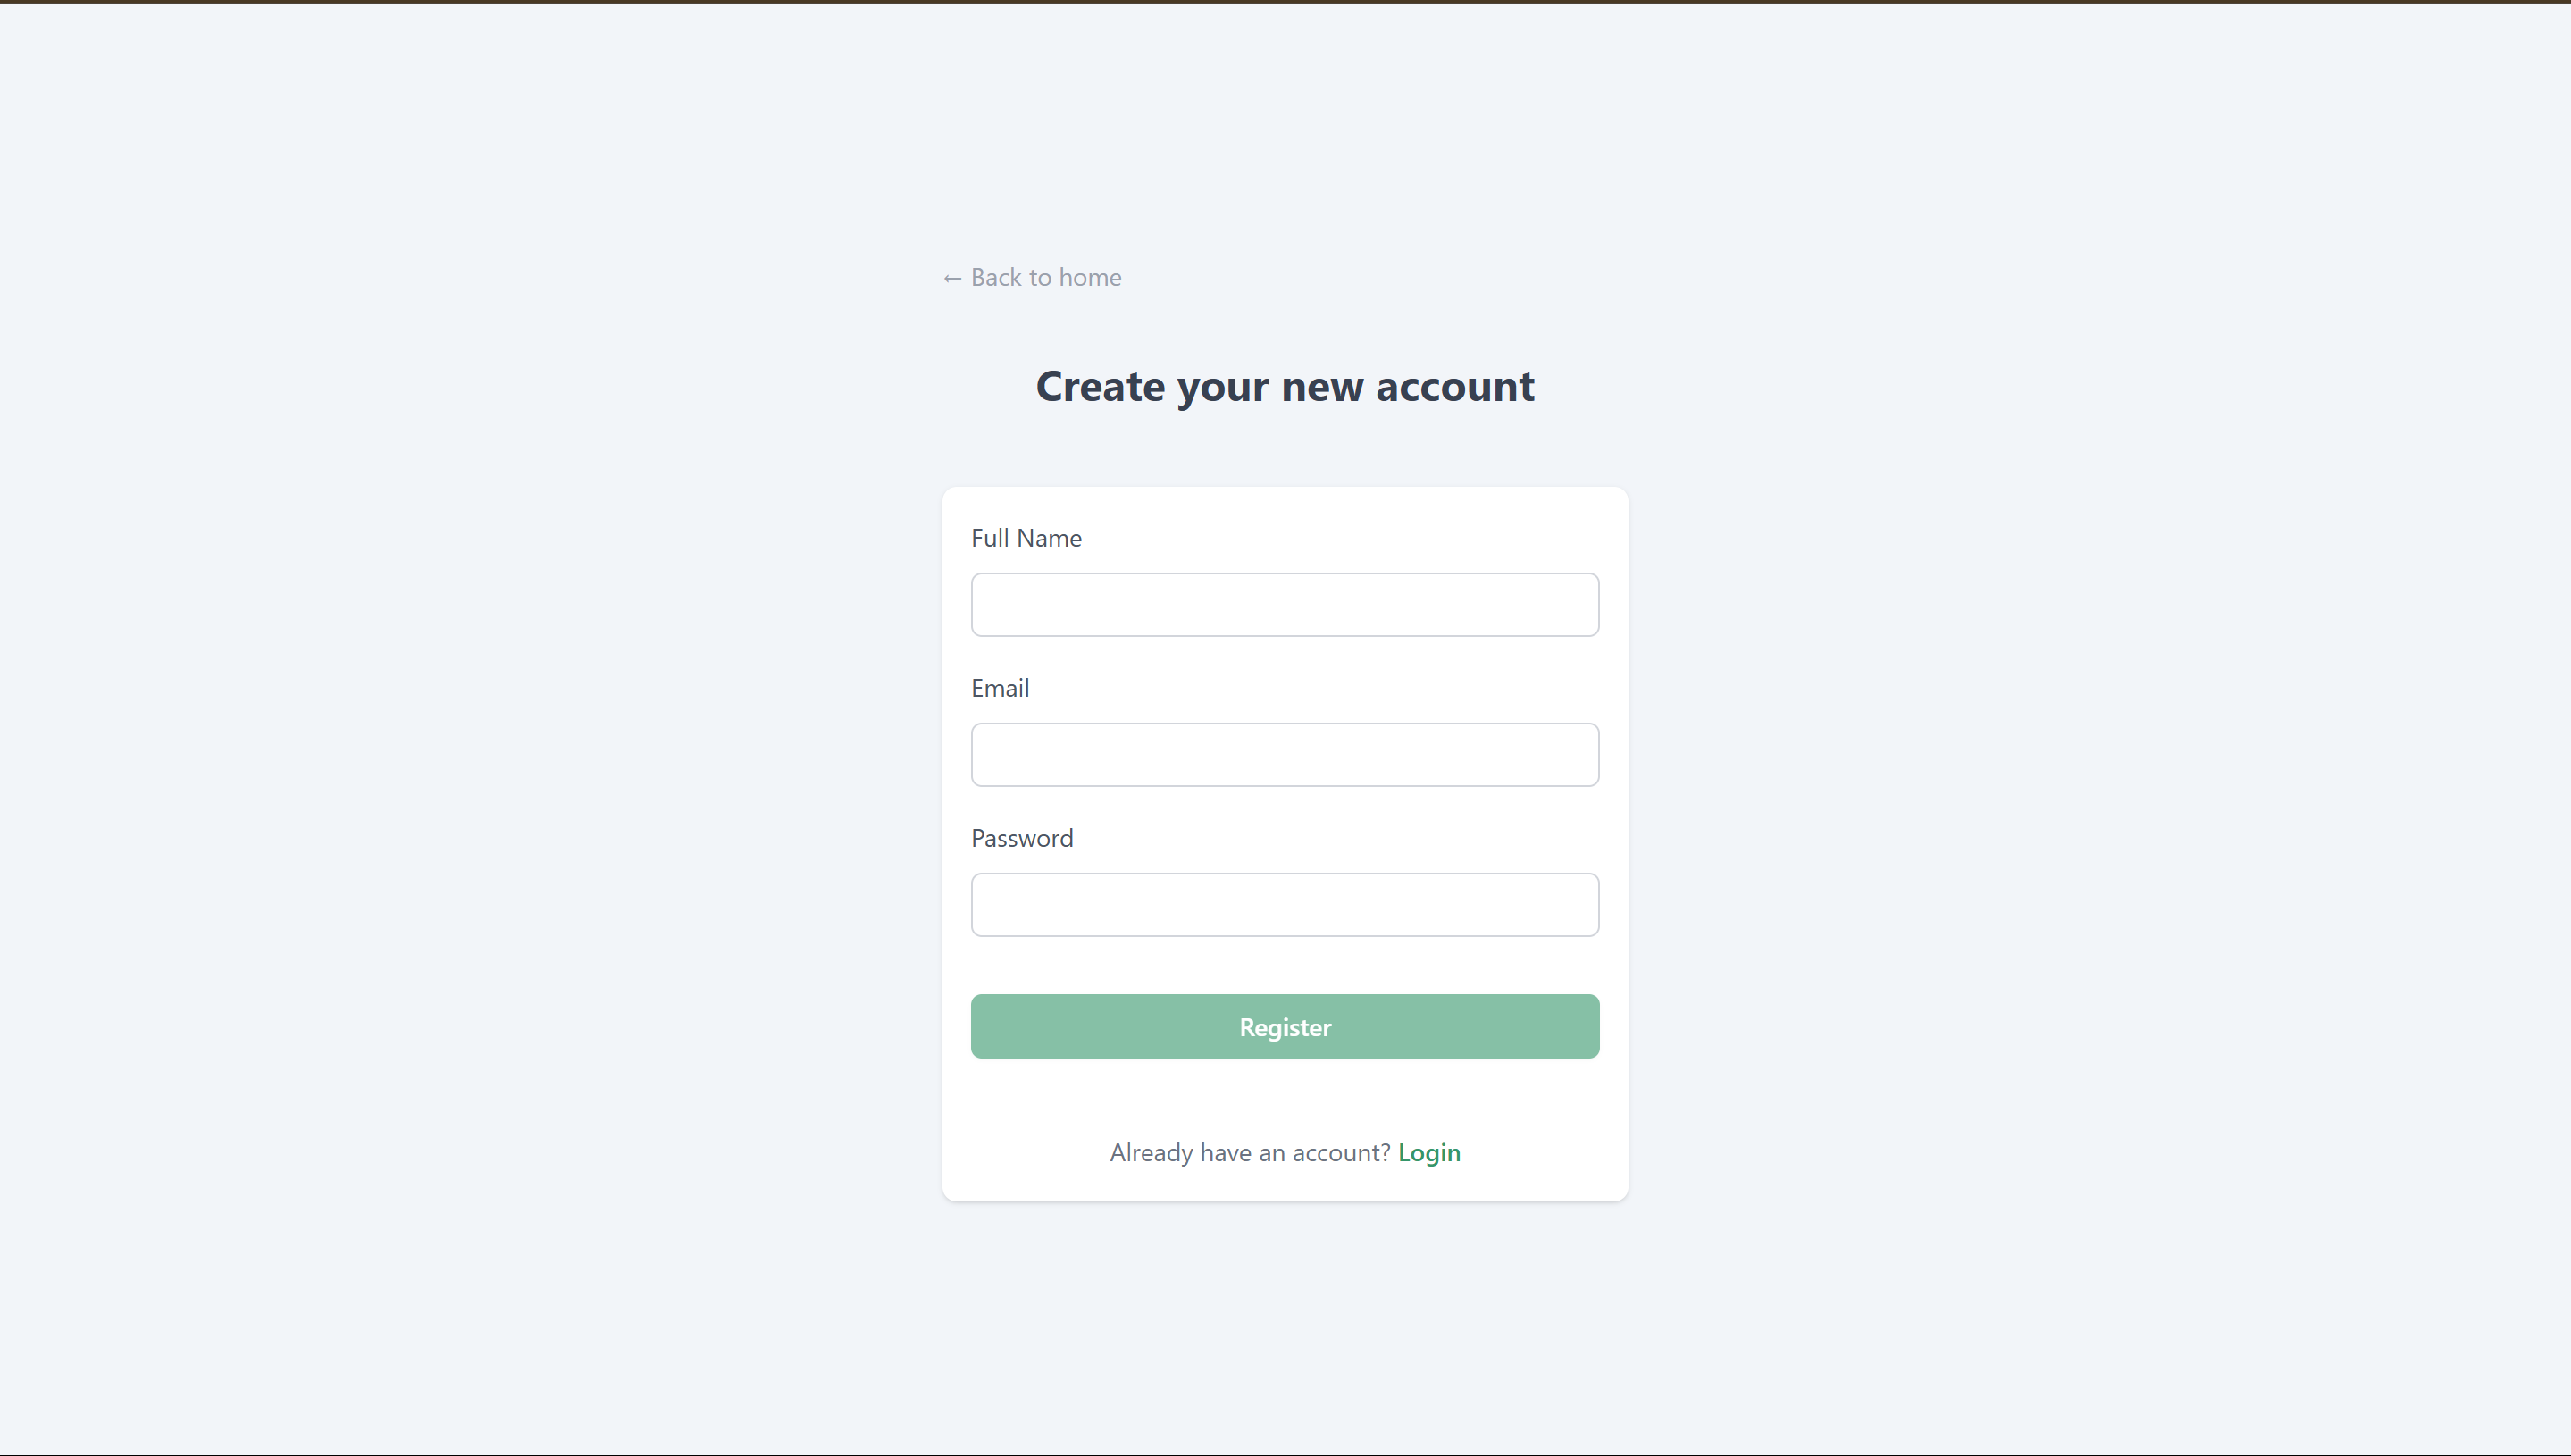 ← Back to home
Create your new account
Full Name
Email
Password
Register
Already have an account? Login